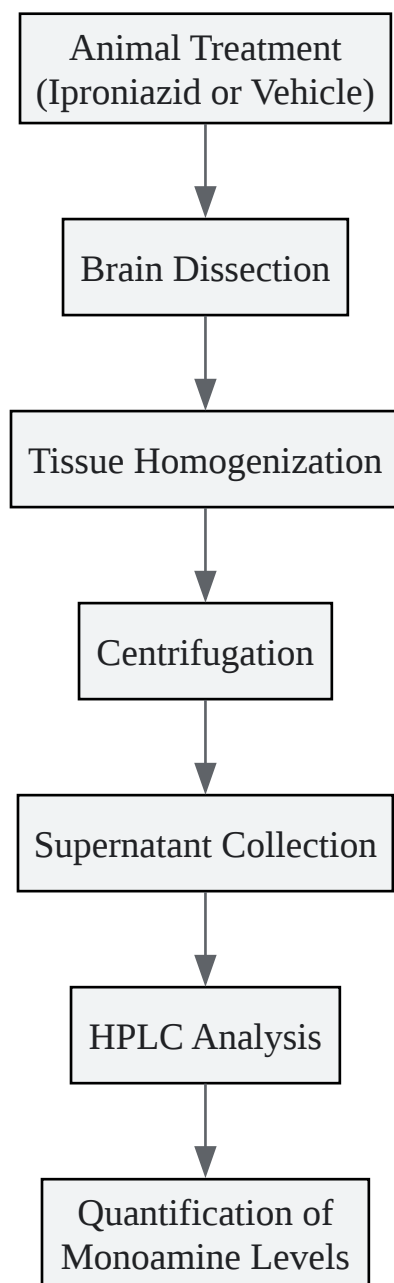 Animal Treatment
(Iproniazid or Vehicle)
Brain Dissection
Tissue Homogenization
Centrifugation
Supernatant Collection
HPLC Analysis
Quantification of
Monoamine Levels